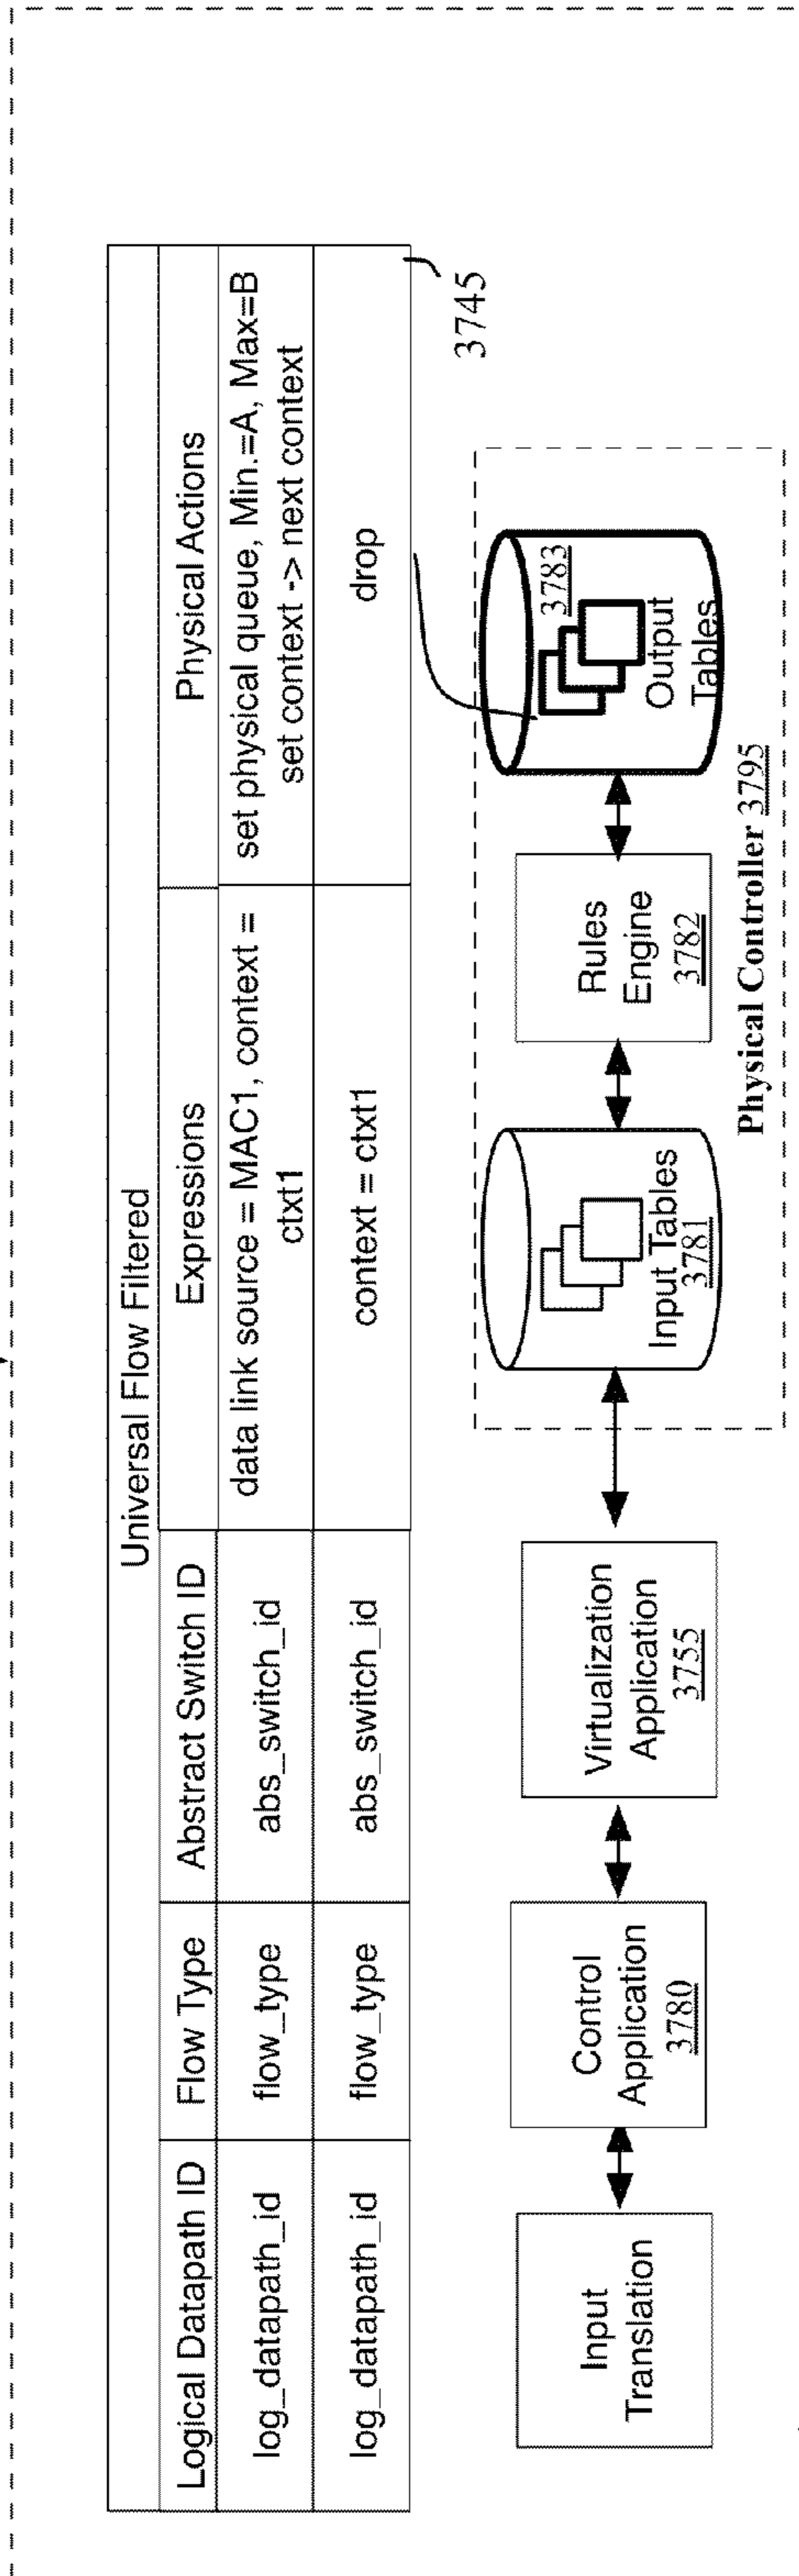 Universal Flow Filtered
Logical Datapath ID
Flow Type
Abstract Switch ID
Expressions
Physical Actions
log_datapath_id
flow_type
abs_switch_id
data link source = MAC1, context =
ctxt1
set physical queue, Min.=A, Max=B
set context -> next context
log_datapath_id
flow_type
abs_switch_id
context = ctxt1
drop
3745
Input
Translation
Control
Application
3780
Virtualization
Application
3755
Input Tables
3781
Rules
Engine
3782
3783
Output
Tables
Physical Controller 3795